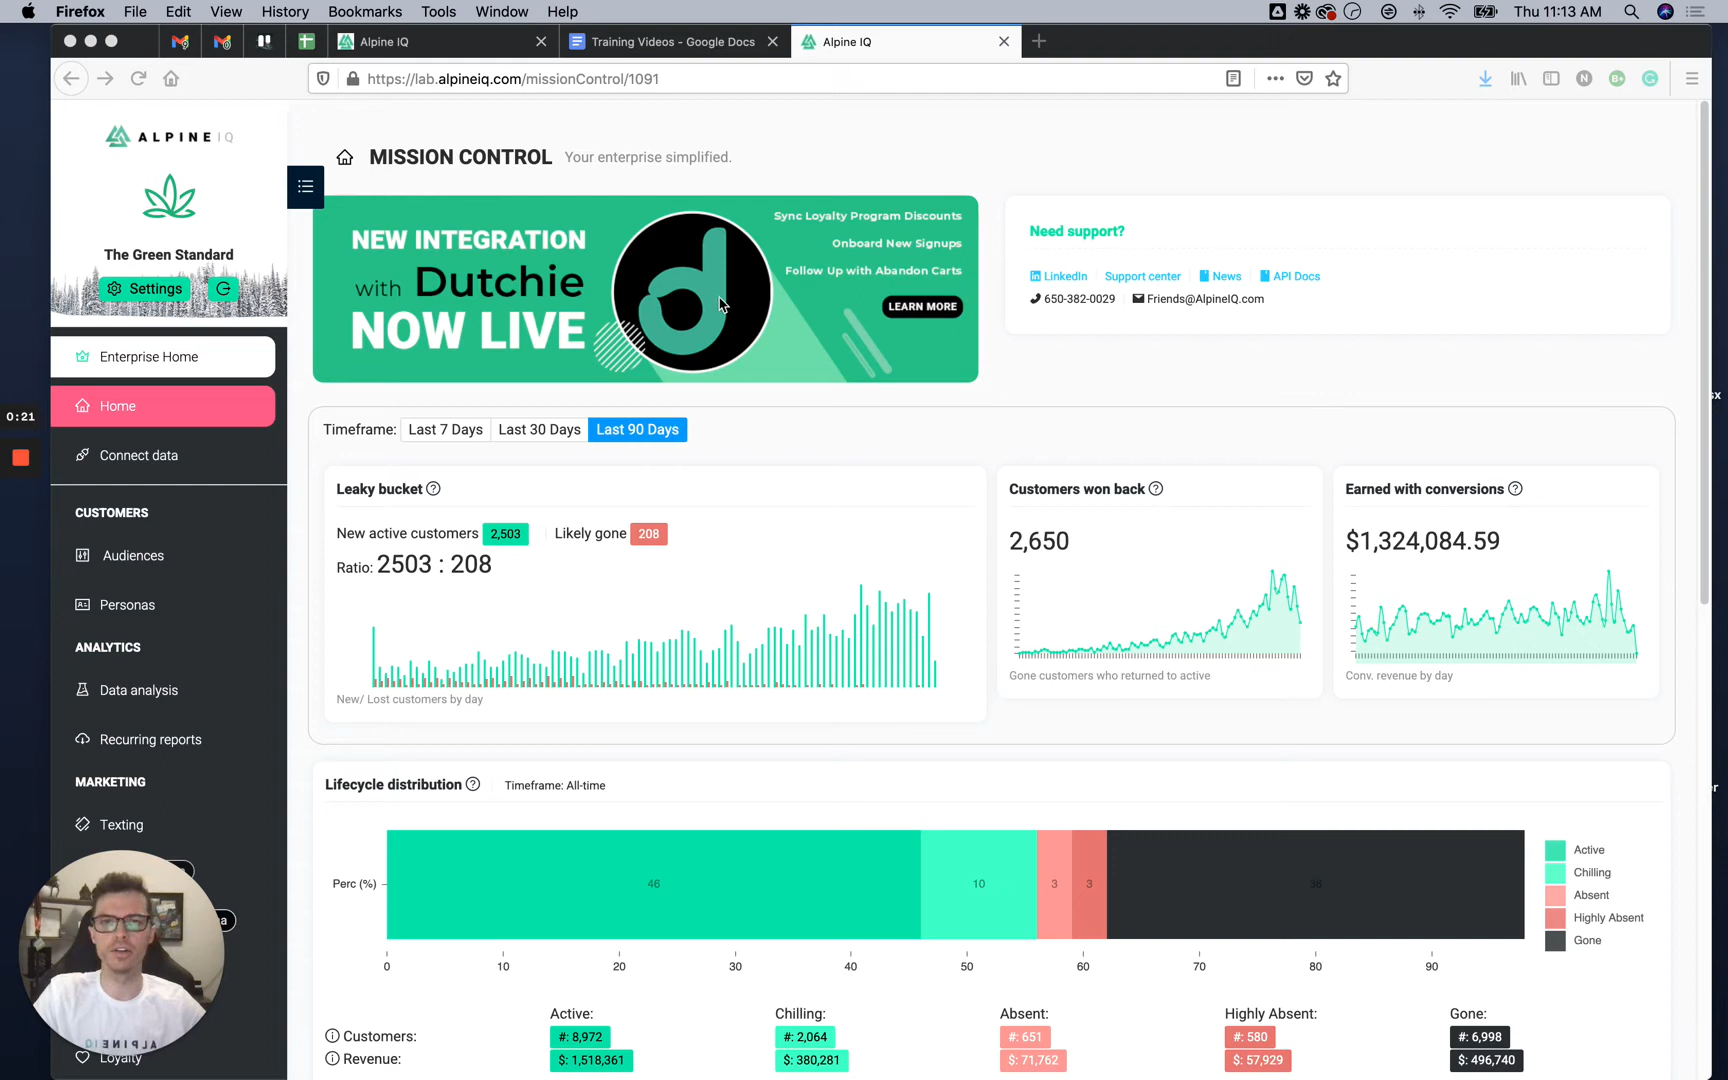 Firefox File Edit View History Bookmarks Tools Window Help
Thu 11:13 AM
Alpine IQ
Training Videos - Google Docs
Alpine IQ
https://lab.alpineiq.com/missionControl/1091
ALPINE IQ
The Green Standard
Settings
Enterprise Home
Home
Connect data
CUSTOMERS
Audiences
Personas
ANALYTICS
Data analysis
Recurring reports
MARKETING
Texting
Loyalty
0:21
MISSION CONTROL Your enterprise simplified.
NEW INTEGRATION
with Dutchie
NOW LIVE
Sync Loyalty Program Discounts
Onboard New Signups
Follow Up with Abandon Carts
LEARN MORE
Need support?
LinkedIn Support center News API Docs
650-382-0029 Friends@AlpineIQ.com
Timeframe: Last 7 Days Last 30 Days Last 90 Days
Leaky bucket
New active customers 2,503 Likely gone 208
Ratio: 2503 : 208
New/ Lost customers by day
Customers won back
2,650
Gone customers who returned to active
Earned with conversions
$1,324,084.59
Conv. revenue by day
Lifecycle distribution Timeframe: All-time
Perc (%)
46 10 3 3 36
0 10 20 30 40 50 60 70 80 90
Active
Chilling
Absent
Highly Absent
Gone
Active: Chilling: Absent: Highly Absent: Gone:
Customers: #: 8,972 #: 2,064 #: 651 #: 580 #: 6,998
Revenue: $: 1,518,361 $: 380,281 $: 71,762 $: 57,929 $: 496,740